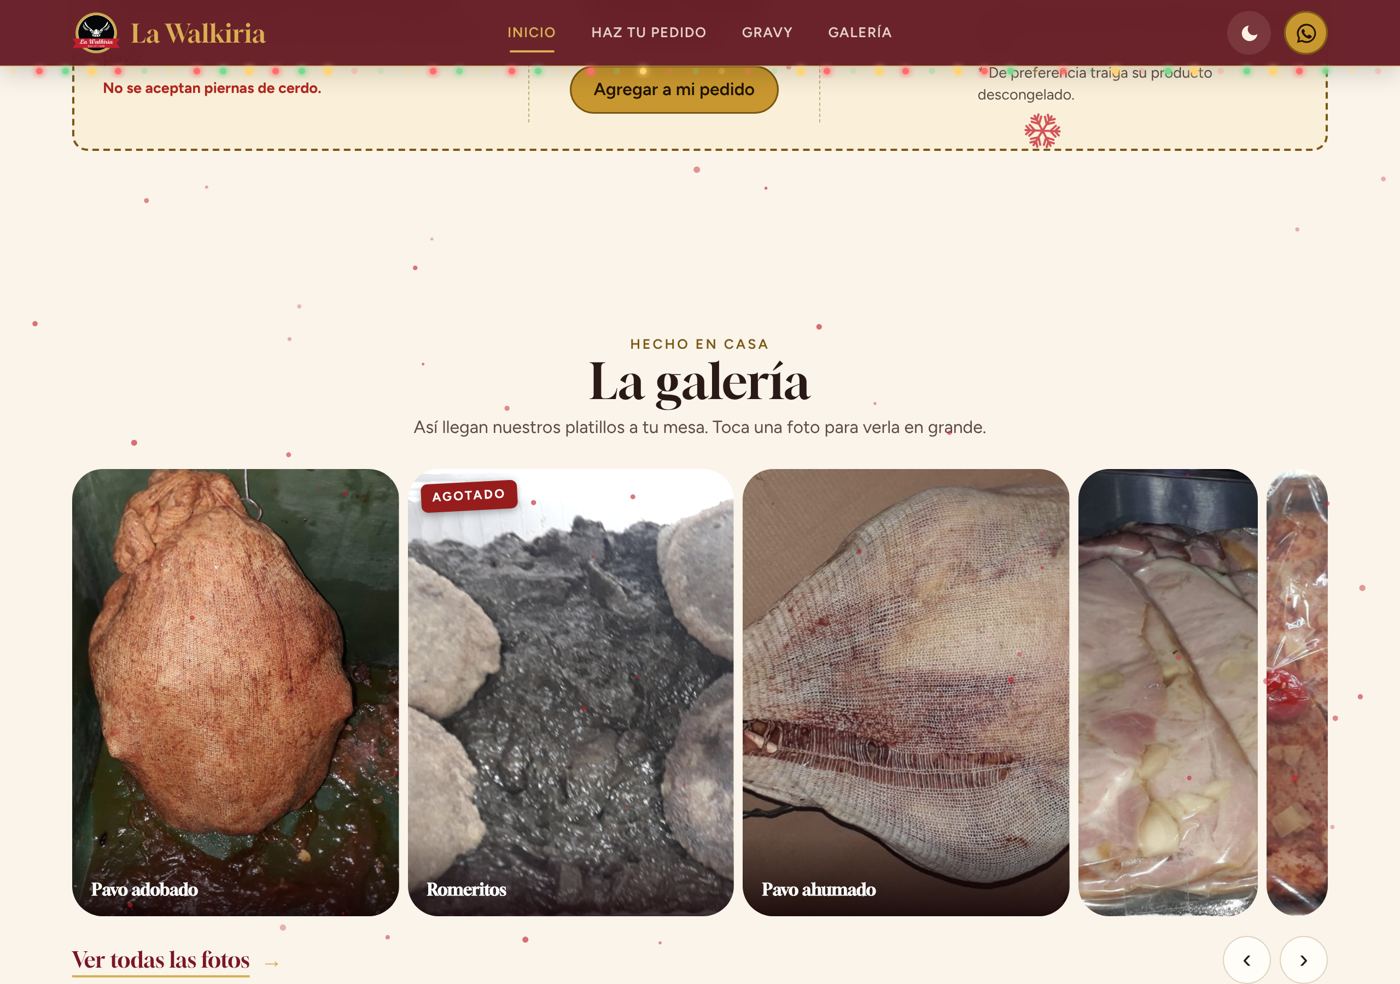 La Walkiria
La Walkiria
INICIO
HAZ TU PEDIDO
GRAVY
GALERÍA
No se aceptan piernas de cerdo.
Agregar a mi pedido
* De preferencia traiga su producto
descongelado.
HECHO EN CASA
La galería
Así llegan nuestros platillos a tu mesa. Toca una foto para verla en grande.
AGOTADO
Pavo adobado
Romeritos
Pavo ahumado
Ver todas las fotos →